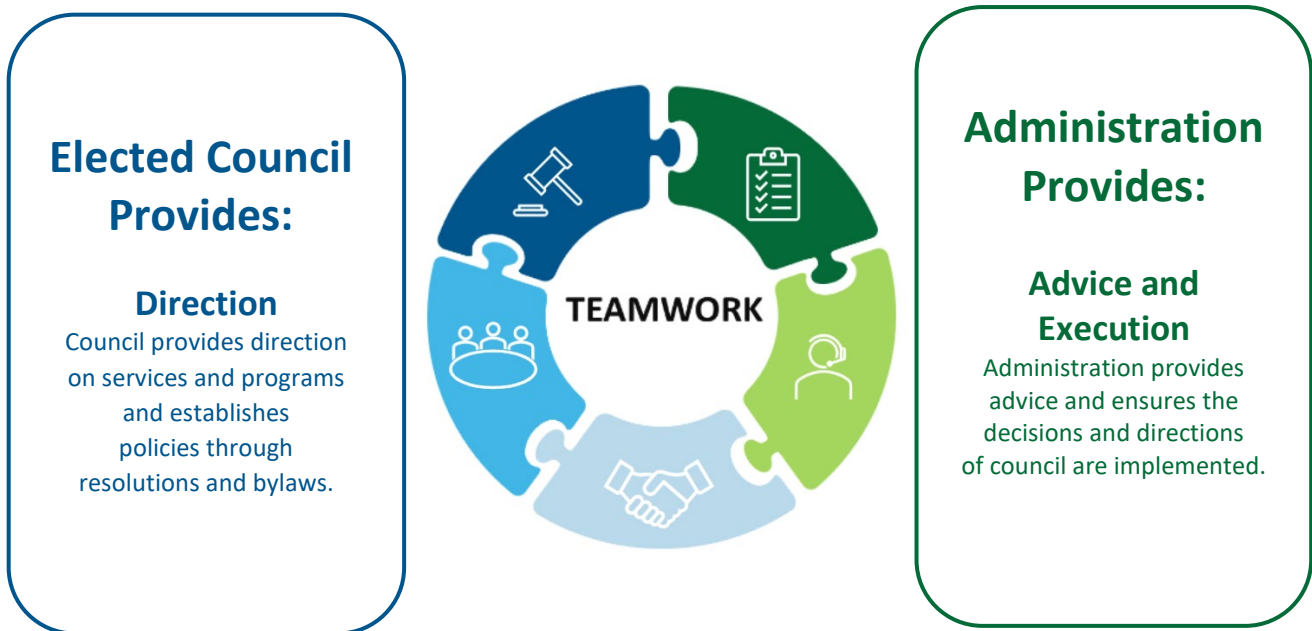 Elected Council
Provides:
Direction
Council provides direction
on services and programs
and establishes
policies through
resolutions and bylaws.
TEAMWORK
Administration
Provides:
Advice and
Execution
Administration provides
advice and ensures the
decisions and directions
of council are implemented.